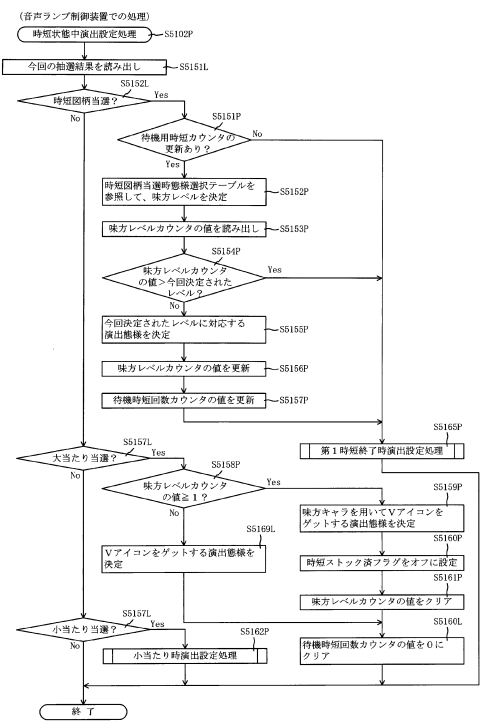 (音声ランプ制御装置での処理)
時短状態中演出設定処理
S5102P
今回の抽選結果を読み出し
S5151L
S5152L
時短図柄当選?
Yes
No
S5151P
待機用時短カウンタの
更新あり?
No
Yes
時短図柄当選時態様選択テーブルを
参照して、味方レベルを決定
S5152P
味方レベルカウンタの値を読み出し
S5153P
S5154P
味方レベルカウンタ
の値>今回決定された
レベル?
Yes
No
今回決定されたレベルに対応する
演出態様を決定
S5155P
味方レベルカウンタの値を更新
S5156P
待機時短回数カウンタの値を更新
S5157P
S5165P
第1時短終了時演出設定処理
S5157L
大当たり当選?
Yes
No
S5158P
味方レベルカウンタ
の値≧1?
Yes
No
S5159P
味方キャラを用いてVアイコンを
ゲットする演出態様を決定
S5160P
時短ストック済フラグをオフに設定
S5161P
味方レベルカウンタの値をクリア
S5169L
Vアイコンをゲットする演出態様を
決定
S5160L
待機時短回数カウンタの値を0に
クリア
S5157L
小当たり当選?
Yes
No
S5162P
小当たり時演出設定処理
終了